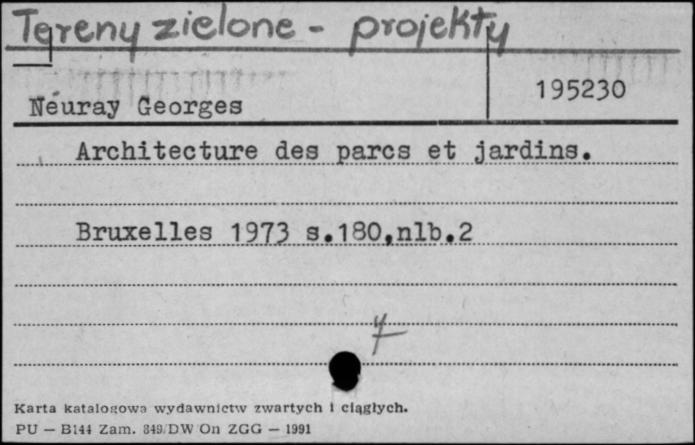 Tereny zielone - projekty
Néuray Georges
195230
Architecture des parcs et jardins.
Bruxelles 1973 s.180,nlb.2
Karta katalogowa wydawnictw zwartych i ciągłych.
PU — B144 Zam. 849/DW On ZGG — 1991